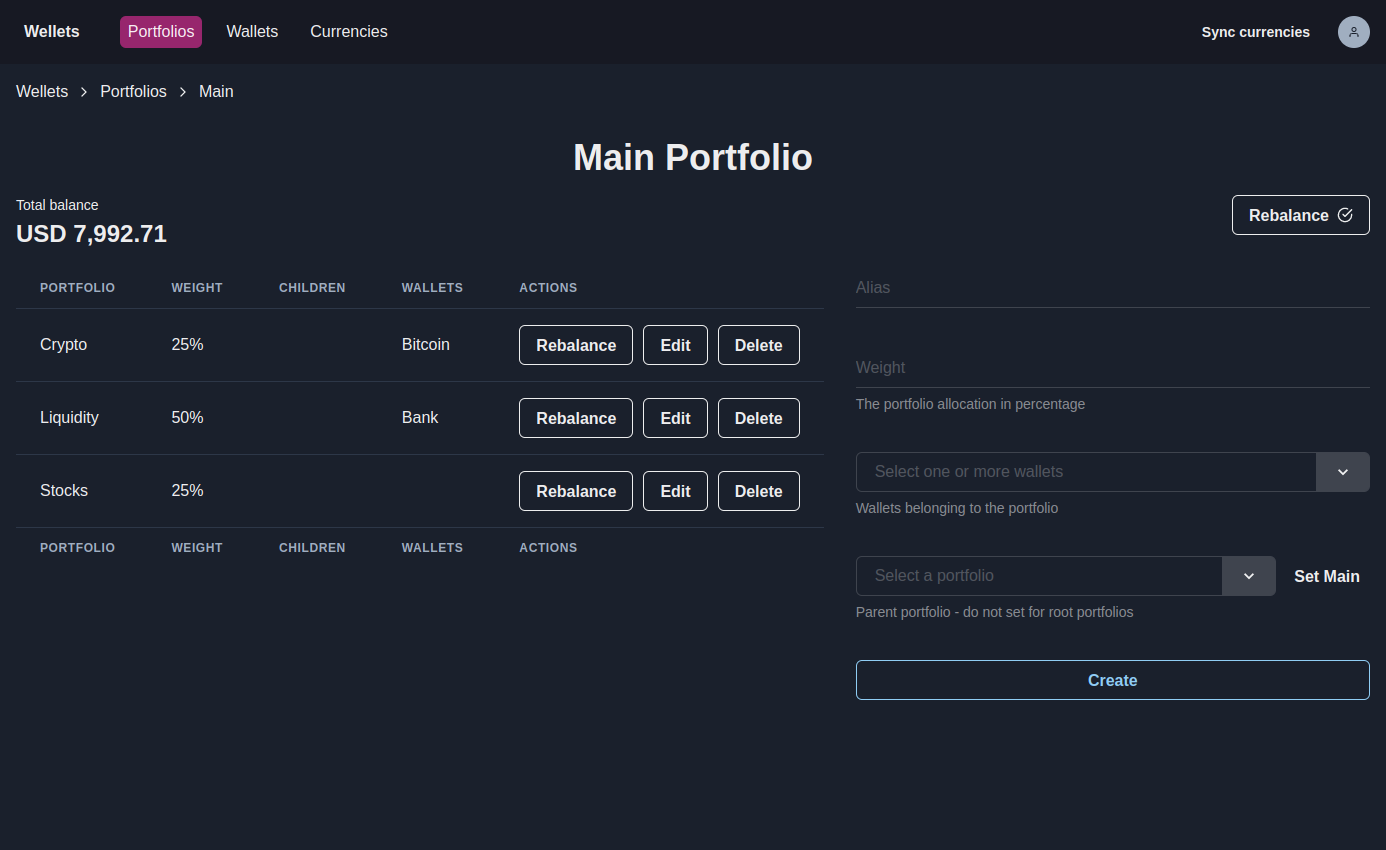 Wellets Portfolios Wallets Currencies Sync currencies
Wellets Portfolios Main
Main Portfolio
Total balance
USD 7,992.71
Rebalance
PORTFOLIO WEIGHT CHILDREN WALLETS ACTIONS
Crypto 25% Bitcoin Rebalance Edit Delete
Liquidity 50% Bank Rebalance Edit Delete
Stocks 25% Rebalance Edit Delete
PORTFOLIO WEIGHT CHILDREN WALLETS ACTIONS
Alias
Weight
The portfolio allocation in percentage
Select one or more wallets
Wallets belonging to the portfolio
Select a portfolio Set Main
Parent portfolio - do not set for root portfolios
Create